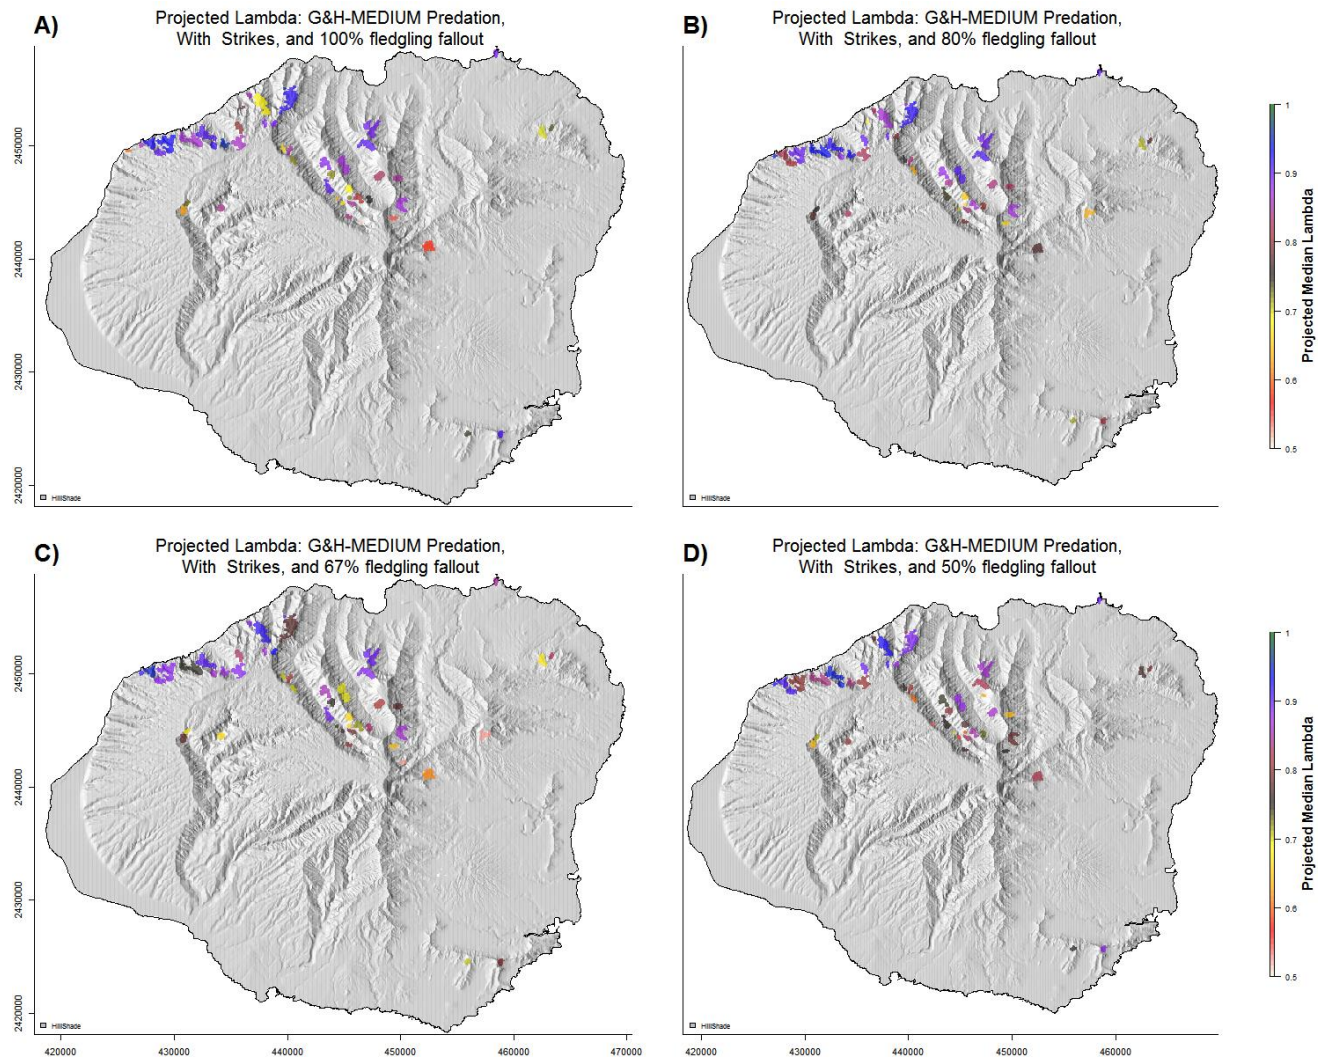 A)
Projected Lambda: G&H-MEDIUM Predation,
With Strikes, and 100% fledgling fallout
B)
Projected Lambda: G&H-MEDIUM Predation,
With Strikes, and 80% fledgling fallout
2450000
2440000
2430000
2420000
HillShade
HillShade
1
0.9
0.8
0.7
0.6
0.5
Projected Median Lambda
C)
Projected Lambda: G&H-MEDIUM Predation,
With Strikes, and 67% fledgling fallout
D)
Projected Lambda: G&H-MEDIUM Predation,
With Strikes, and 50% fledgling fallout
2450000
2440000
2430000
2420000
HillShade
HillShade
1
0.9
0.8
0.7
0.6
0.5
Projected Median Lambda
420000 430000 440000 450000 460000 470000
420000 430000 440000 450000 460000